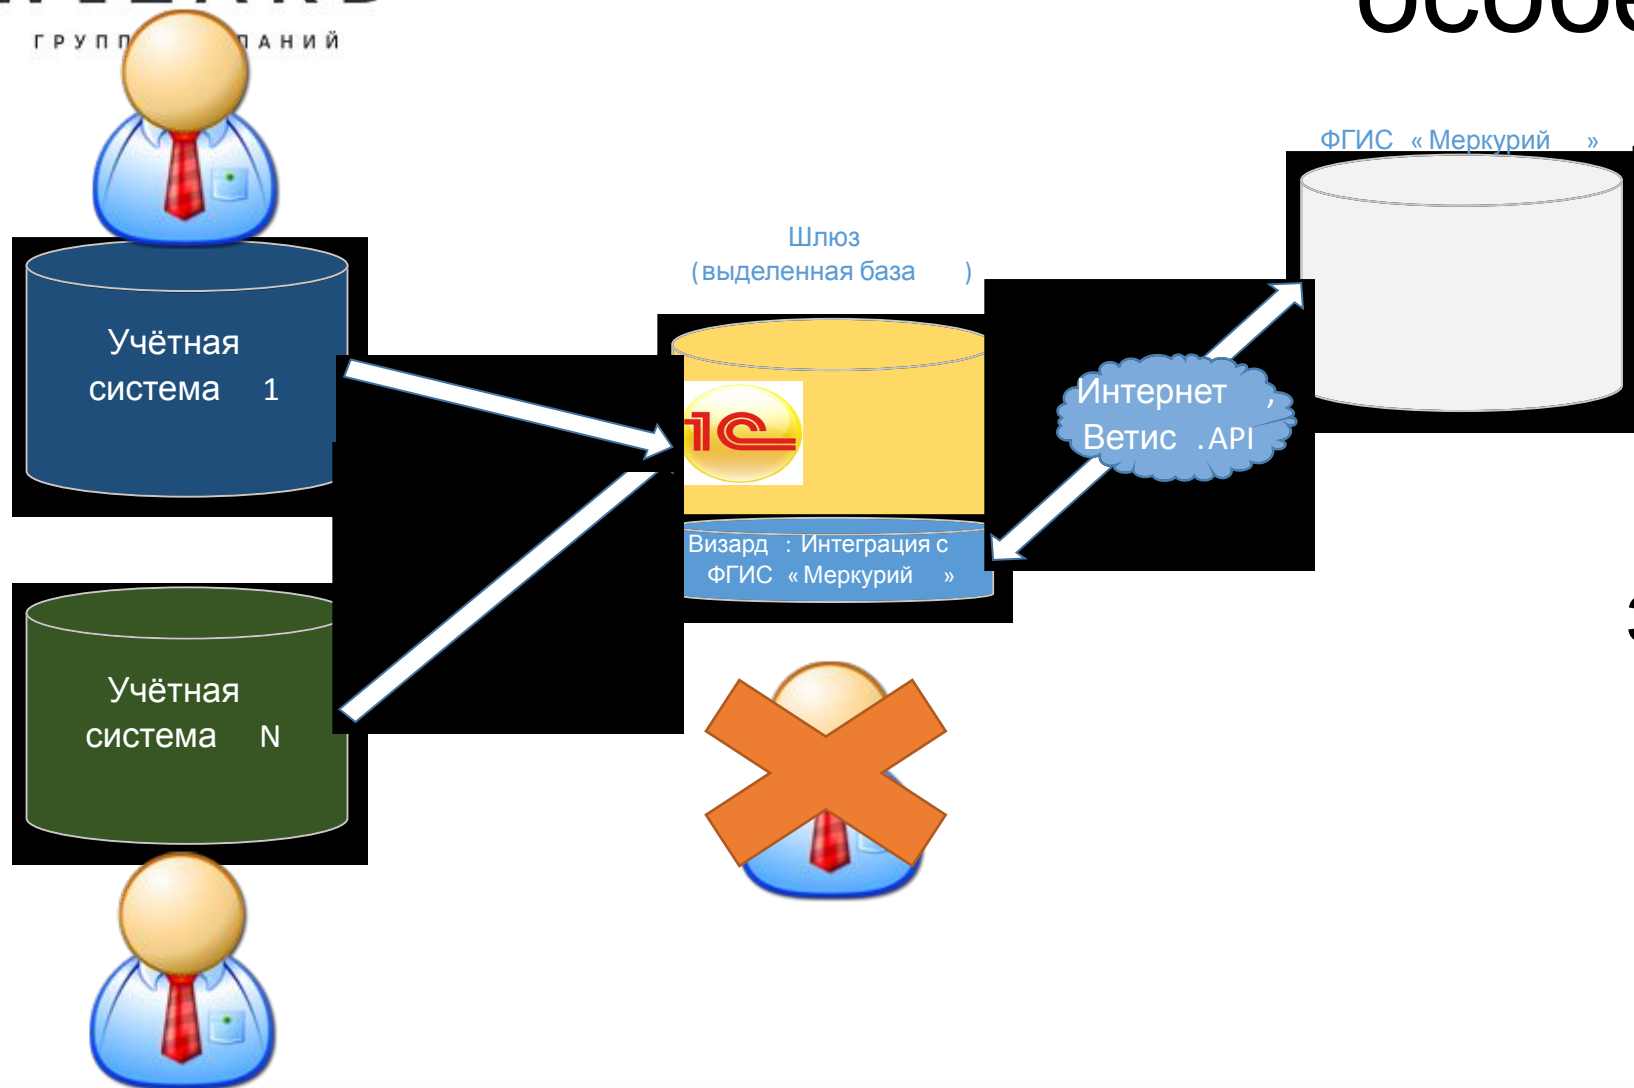 ГРУПП АНИЙ
ФГИС « Меркурий »
Шлюз
(выделенная база )
Учётная
система 1
1С
Интернет ,
Ветис .API
Визард : Интеграция с
ФГИС « Меркурий »
Учётная
система N